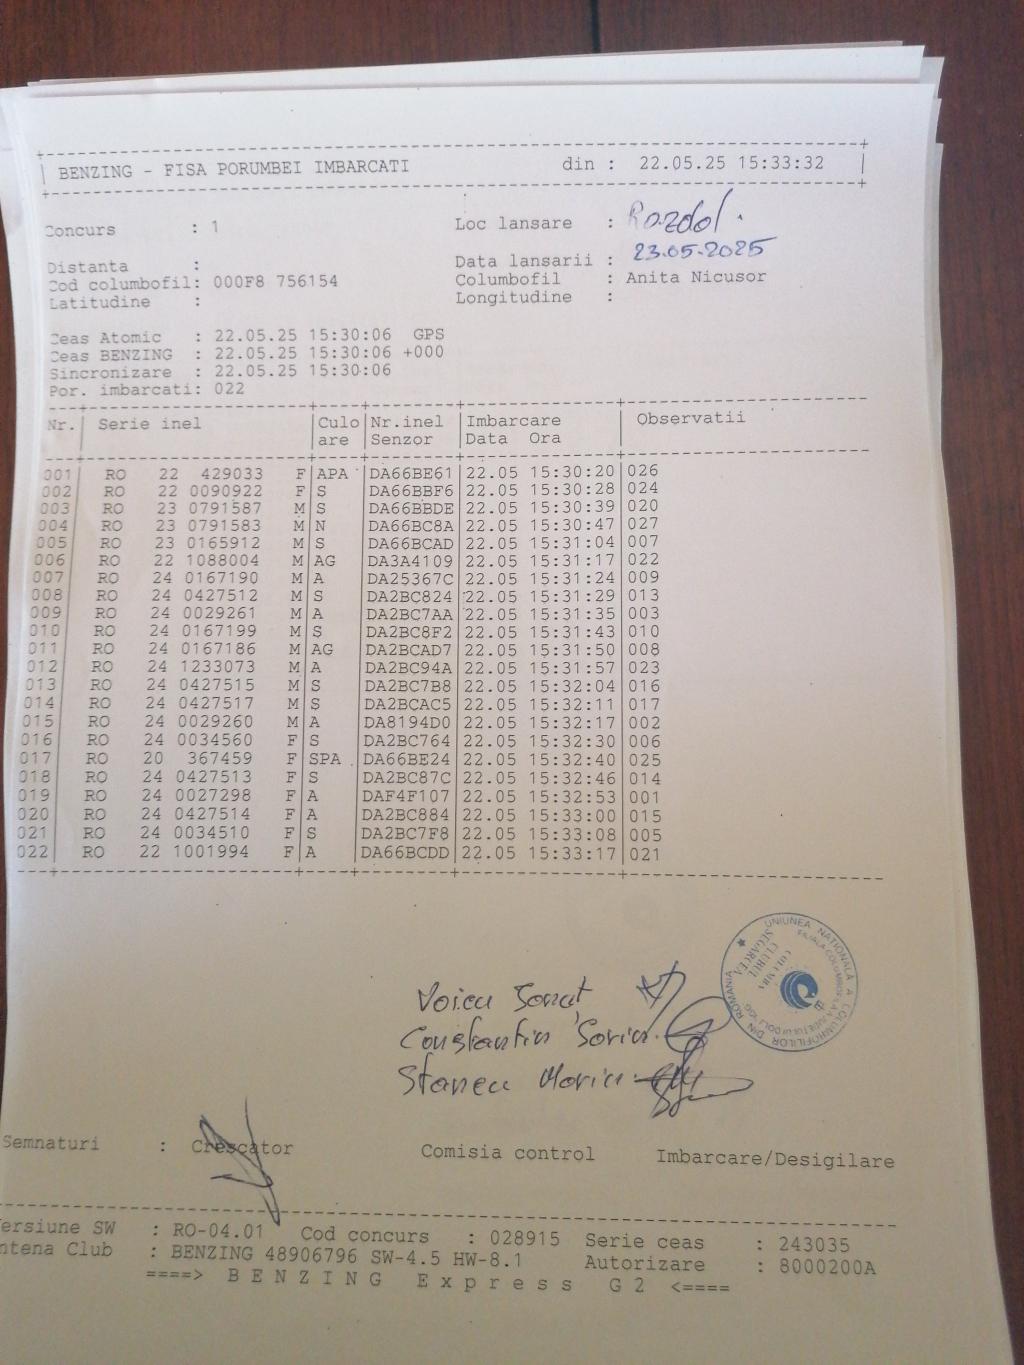 BENZING - FISA PORUMBEI IMBARCATI din : 22.05.25 15:33:32
Concurs : 1 Loc lansare : Razdol.
Distanta : Data lansarii : 23.05.2025
Cod columbofil: 000F8 756154 Columbofil : Anita Nicusor
Latitudine : Longitudine :
Ceas Atomic : 22.05.25 15:30:06 GPS
Ceas BENZING : 22.05.25 15:30:06 +000
Sincronizare : 22.05.25 15:30:06
Por. imbarcati: 022
Nr. Serie inel Culo Nr.inel Imbarcare Observatii
are Senzor Data Ora
001 RO 22 429033 F APA DA66BE61 22.05 15:30:20 026
002 RO 22 0090922 F S DA66BBF6 22.05 15:30:28 024
003 RO 23 0791587 M S DA66BBDE 22.05 15:30:39 020
004 RO 23 0791583 M N DA66BC8A 22.05 15:30:47 027
005 RO 23 0165912 M S DA66BCAD 22.05 15:31:04 007
006 RO 22 1088004 M AG DA3A4109 22.05 15:31:17 022
007 RO 24 0167190 M A DA25367C 22.05 15:31:24 009
008 RO 24 0427512 M S DA2BC824 22.05 15:31:29 013
009 RO 24 0029261 M A DA2BC7AA 22.05 15:31:35 003
010 RO 24 0167199 M S DA2BC8F2 22.05 15:31:43 010
011 RO 24 0167186 M AG DA2BCAD7 22.05 15:31:50 008
012 RO 24 1233073 M A DA2BC94A 22.05 15:31:57 023
013 RO 24 0427515 M S DA2BC7B8 22.05 15:32:04 016
014 RO 24 0427517 M S DA2BCAC5 22.05 15:32:11 017
015 RO 24 0029260 M A DA8194D0 22.05 15:32:17 002
016 RO 24 0034560 F S DA2BC764 22.05 15:32:30 006
017 RO 20 367459 F SPA DA66BE24 22.05 15:32:40 025
018 RO 24 0427513 F S DA2BC87C 22.05 15:32:46 014
019 RO 24 0027298 F A DAF4F107 22.05 15:32:53 001
020 RO 24 0427514 F A DA2BC884 22.05 15:33:00 015
021 RO 24 0034510 F S DA2BC7F8 22.05 15:33:08 005
022 RO 22 1001994 F A DA66BCDD 22.05 15:33:17 021
UNIUNEA NATIONALĂ A COLUMBOFILILOR DIN ROMANIA
CLUBUL COLUMBA
SEGARCEA
Voicu Ionut
Constantin Sorin
Stancu Marin
Semnaturi : Crescator Comisia control Imbarcare/Desigilare
ersiune SW : RO-04.01 Cod concurs : 028915 Serie ceas : 243035
ntena Club : BENZING 48906796 SW-4.5 HW-8.1 Autorizare : 8000200A
====> B E N Z I N G E x p r e s s G 2 <====